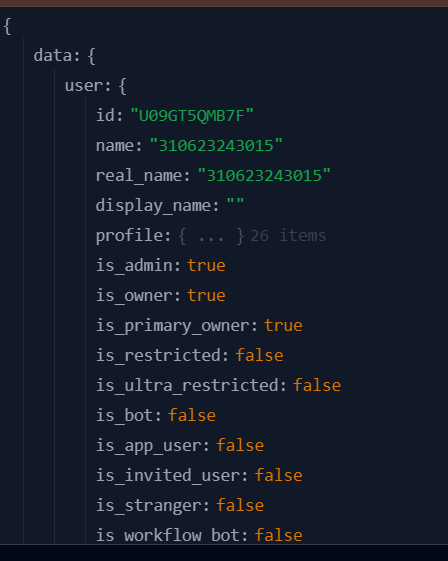 {
data: {
user: {
id: "U09GT5QMB7F"
name: "310623243015"
real_name: "310623243015"
display_name: ""
profile: { ... } 26 items
is_admin: true
is_owner: true
is_primary_owner: true
is_restricted: false
is_ultra_restricted: false
is_bot: false
is_app_user: false
is_invited_user: false
is_stranger: false
is_workflow_bot: false